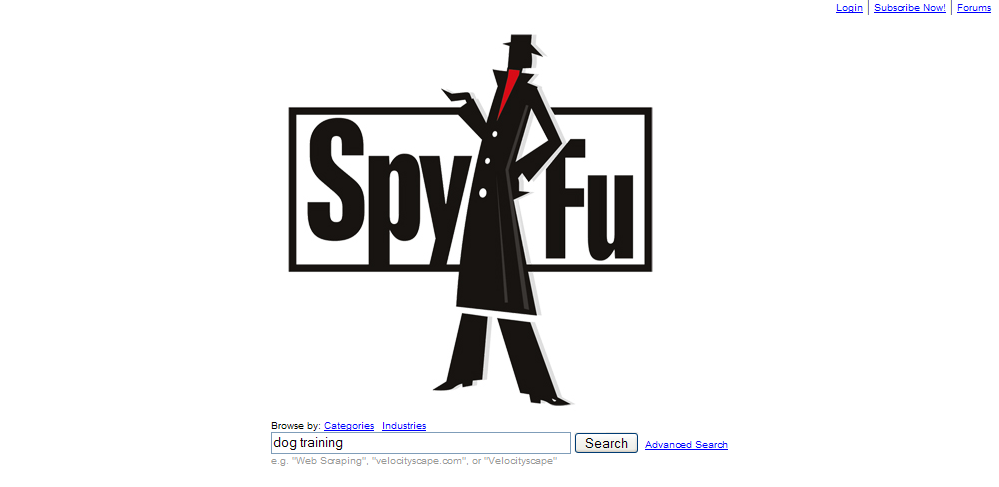 Login | Subscribe Now! | Forums
Spy Fu
Browse by: Categories Industries
dog training Search Advanced Search
e.g. "Web Scraping", "velocityscape.com", or "Velocityscape"